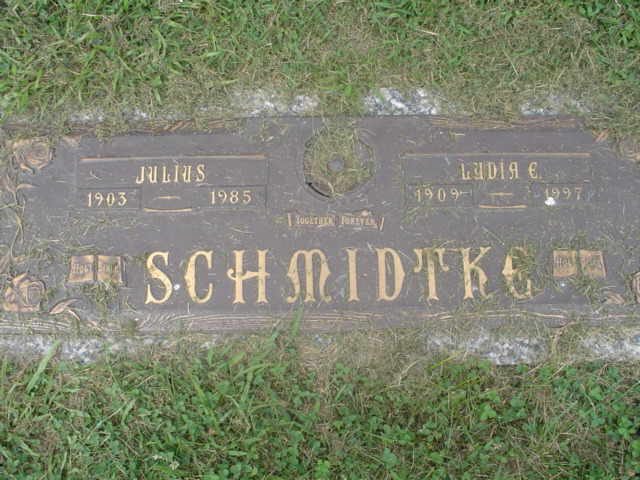 JULIUS
1903 — 1985
LYDIA E.
1909 — 1997
TOGETHER FOREVER
SCHMIDTKE